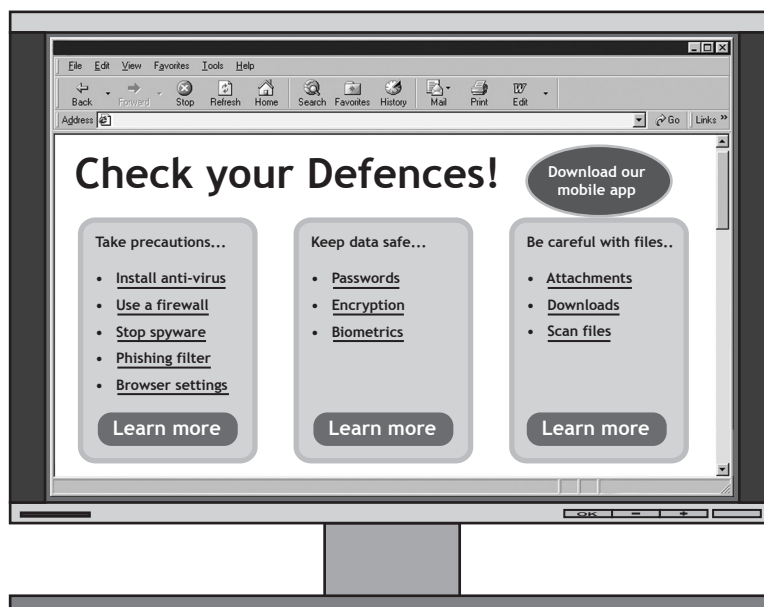 File Edit View Favorites Tools Help
Back Forward Stop Refresh Home Search Favorites History Mail Print Edit
Address Go Links »
Check your Defences!
Download our
mobile app
Take precautions...
• Install anti-virus
• Use a firewall
• Stop spyware
• Phishing filter
• Browser settings
Learn more
Keep data safe...
• Passwords
• Encryption
• Biometrics
Learn more
Be careful with files..
• Attachments
• Downloads
• Scan files
Learn more
OK − +